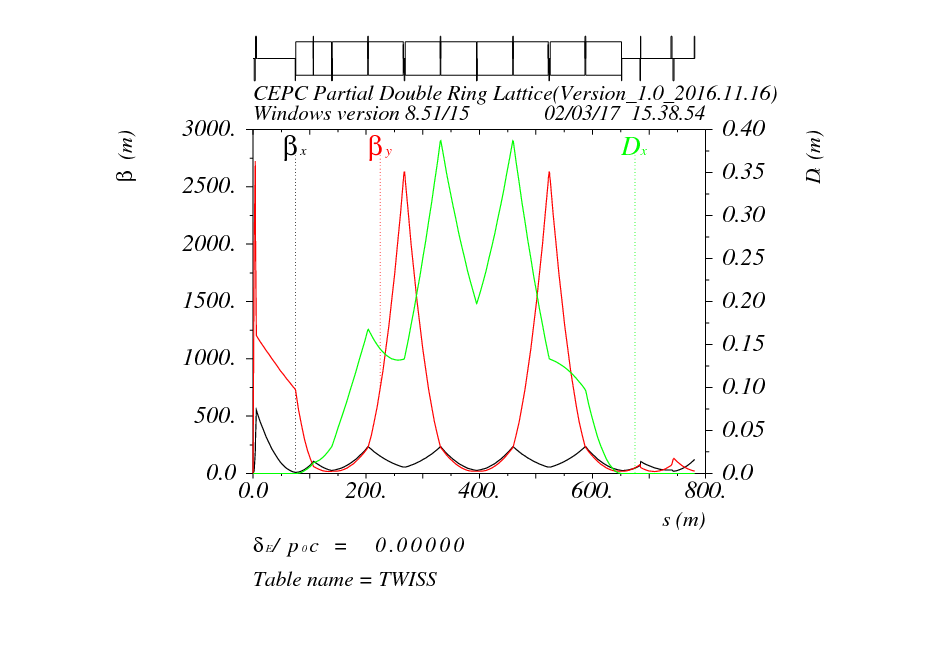 CEPC Partial Double Ring Lattice(Version_1.0_2016.11.16)
Windows version 8.51/15 02/03/17 15.38.54
3000. 0.40
β (m) βx βy Dx D (m)
2500. 0.35
0.30
2000. 0.25
1500. 0.20
1000. 0.15
0.10
500. 0.05
0.0 0.0
0.0 200. 400. 600. 800.
s (m)
δE/ p0c = 0.00000
Table name = TWISS